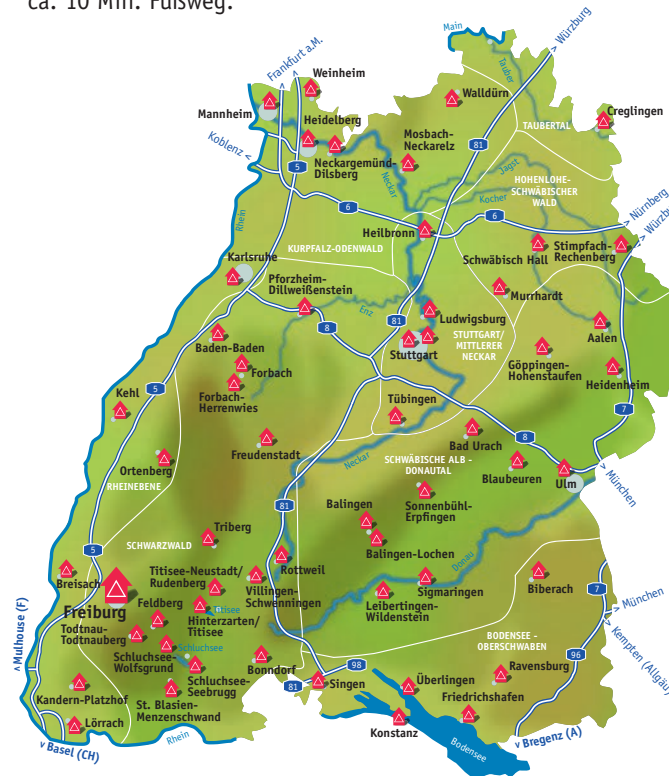 ca. 10 Min. Fußweg.
Main
> Würzburg
Frankfurt a.M. >
Tauber
Weinheim
Walldürn
Mannheim
Creglingen
Heidelberg
TAUBERTAL
Mosbach-
Neckarelz
Koblenz <
81
5
Neckargemünd-
Dilsberg
Jagst
HOHENLOHE-
SCHWÄBISCHER
WALD
Neckar
Kocher
> Nürnberg
> Würzburg
6
6
Rhein
Heilbronn
Schwäbisch Hall
Stimpfach-
Rechenberg
KURPFALZ-ODENWALD
Karlsruhe
Pforzheim-
Dillweißenstein
Murrhardt
Enz
Ludwigsburg
81
8
Aalen
Baden-Baden
Stuttgart
STUTTGART/
MITTLERER
NECKAR
Göppingen-
Hohenstaufen
Forbach
Heidenheim
Forbach-
Herrenwies
5
Kehl
Tübingen
7
Bad Urach
8
Freudenstadt
Neckar
SCHWÄBISCHE ALB -
DONAUTAL
Blaubeuren
Ulm
> München
Ortenberg
RHEINEBENE
Sonnenbühl-
Erpfingen
81
Balingen
Triberg
SCHWARZWALD
Balingen-Lochen
5
Donau
Rottweil
Breisach
Titisee-Neustadt/
Rudenberg
Villingen-
Schwenningen
Sigmaringen
Biberach
7
Freiburg
Feldberg
Titisee
Hinterzarten/
Titisee
Leibertingen-
Wildenstein
> München
> Kempten (Allgäu)
Todtnau-
Todtnauberg
Schluchsee
BODENSEE -
OBERSCHWABEN
> Mulhouse (F)
Schluchsee-
Wolfsgrund
96
98
Bonndorf
Ravensburg
Schluchsee-
Seebrugg
81
Singen
Überlingen
Kandern-Platzhof
St. Blasien-
Menzenschwand
Friedrichshafen
Lörrach
Konstanz
Rhein
Bodensee
> Bregenz (A)
> Basel (CH)